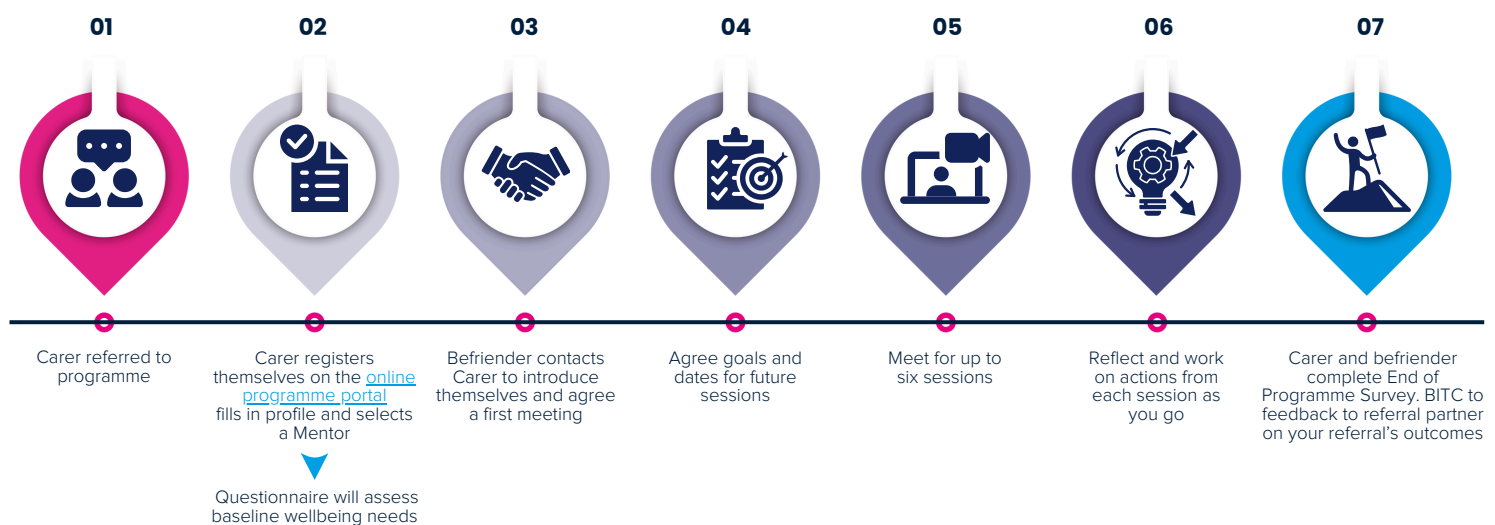 01
Carer referred to
programme
02
Carer registers
themselves on the online
programme portal
fills in profile and selects
a Mentor
Questionnaire will assess
baseline wellbeing needs
03
Befriender contacts
Carer to introduce
themselves and agree
a first meeting
04
Agree goals and
dates for future
sessions
05
Meet for up to
six sessions
06
Reflect and work
on actions from
each session as
you go
07
Carer and befriender
complete End of
Programme Survey. BITC to
feedback to referral partner
on your referral's outcomes